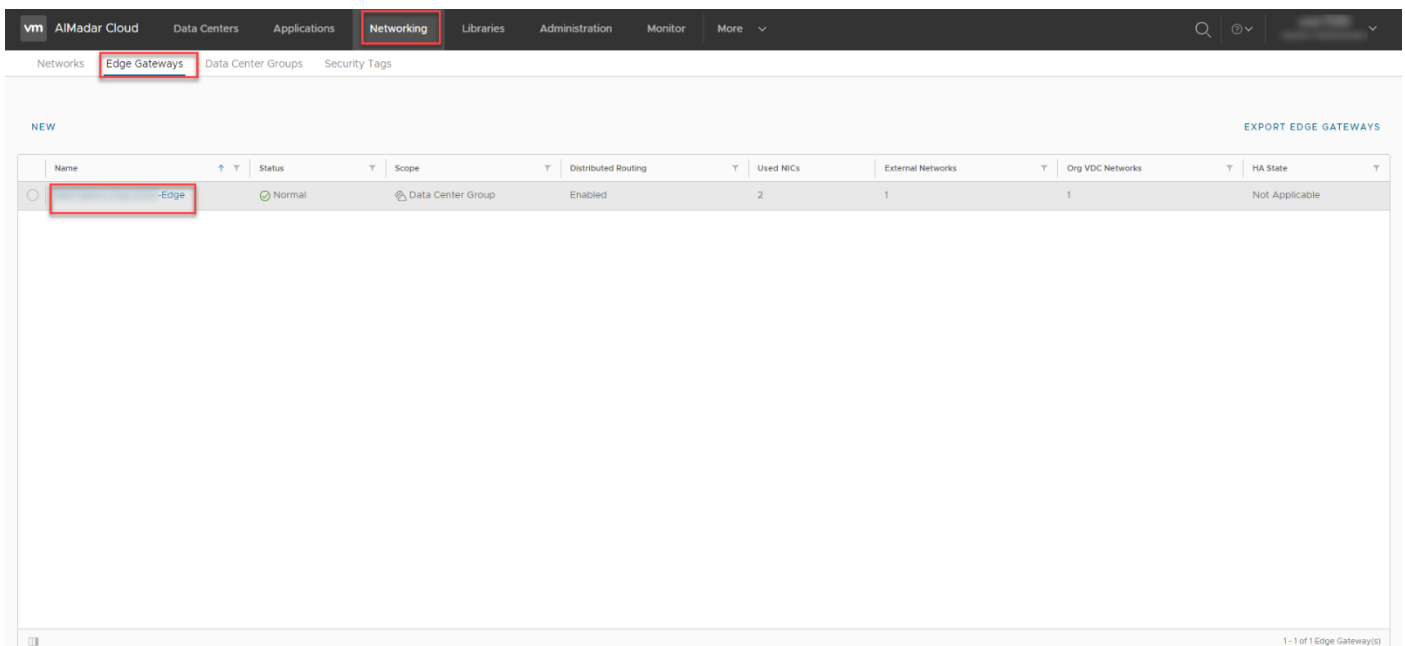 vm AlMadar Cloud Data Centers Applications Networking Libraries Administration Monitor More
Networks Edge Gateways Data Center Groups Security Tags
NEW EXPORT EDGE GATEWAYS
Name Status Scope Distributed Routing Used NICs External Networks Org VDC Networks HA State
-Edge Normal Data Center Group Enabled 2 1 1 Not Applicable
1 - 1 of 1 Edge Gateway(s)